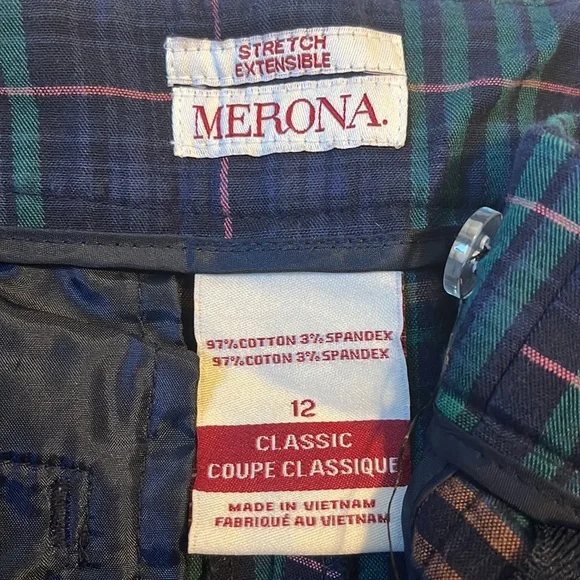 STRETCH
EXTENSIBLE
MERONA.
97% COTTON 3% SPANDEX
97% COTON 3% SPANDEX
12
CLASSIC
COUPE CLASSIQUE
MADE IN VIETNAM
FABRIQUÉ AU VIETNAM